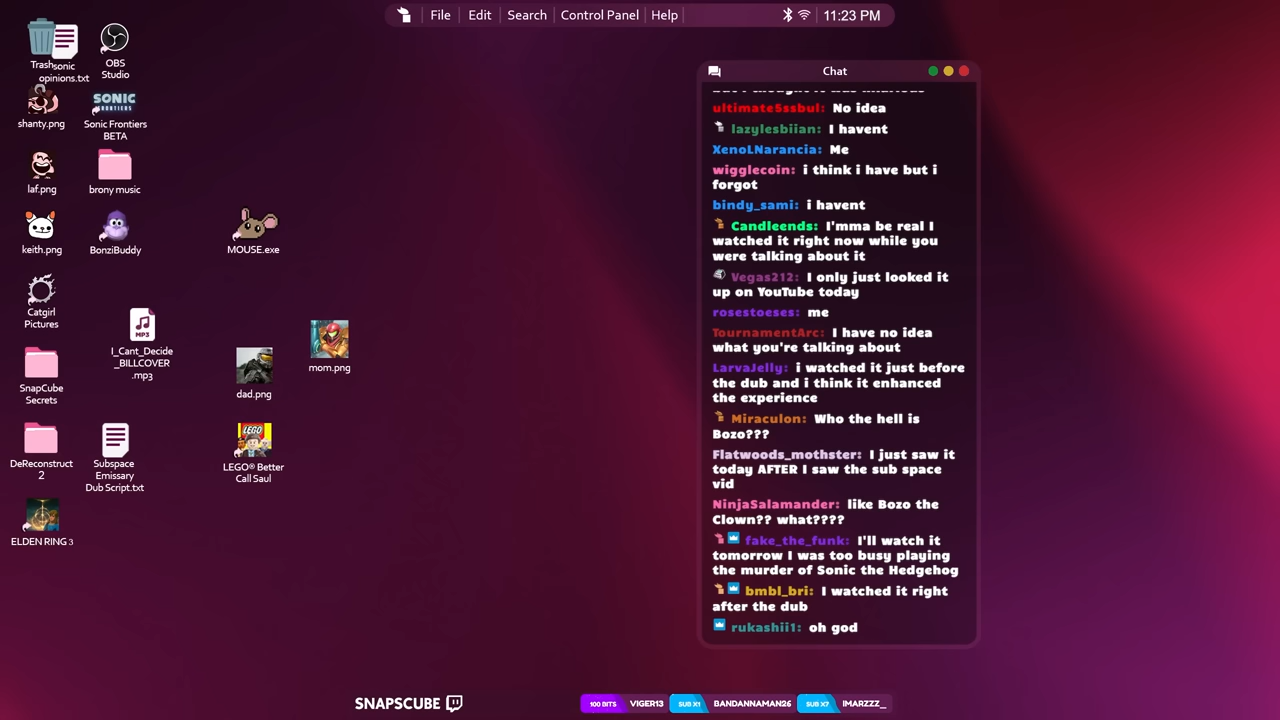 File Edit Search Control Panel Help 11:23 PM
Trash
sonic
opinions.txt
OBS
Studio
shanty.png
SONIC
FRONTIERS
Sonic Frontiers
BETA
laf.png
brony music
keith.png
BonziBuddy
MOUSE.exe
Catgirl
Pictures
MP3
I_Cant_Decide
_BILLCOVER
.mp3
dad.png
mom.png
SnapCube
Secrets
DeReconstruct
2
Subspace
Emissary
Dub Script.txt
LEGO
LEGO® Better
Call Saul
ELDEN RING 3
Chat
ultimate5ssbul: No idea
lazylesbiian: I havent
XenoLNarancia: Me
wigglecoin: i think i have but i
forgot
bindy_sami: i havent
Candleends: I'mma be real I
watched it right now while you
were talking about it
Vegas212: I only just looked it
up on YouTube today
rosestoeses: me
TournamentArc: I have no idea
what you're talking about
LarvaJelly: i watched it just before
the dub and i think it enhanced
the experience
Miraculon: Who the hell is
Bozo???
Flatwoods_mothster: I just saw it
today AFTER I saw the sub space
vid
NinjaSalamander: like Bozo the
Clown?? what????
fake_the_funk: I'll watch it
tomorrow I was too busy playing
the murder of Sonic the Hedgehog
bmbl_bri: I watched it right
after the dub
rukashii1: oh god
SNAPSCUBE
100 BITS VIGER13 SUB X1 BANDANNAMAN26 SUB X7 IMARZZZ_